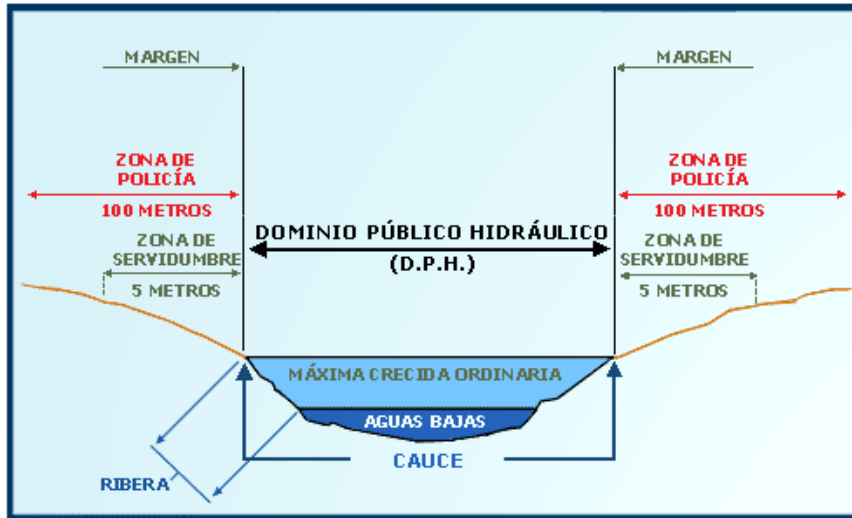 MARGEN
MARGEN
ZONA DE
POLICÍA
100 METROS
ZONA DE
POLICÍA
100 METROS
DOMINIO PÚBLICO HIDRÁULICO
(D.P.H.)
ZONA DE
SERVIDUMBRE
5 METROS
ZONA DE
SERVIDUMBRE
5 METROS
MÁXIMA CRECIDA ORDINARIA
AGUAS BAJAS
CAUCE
RIBERA